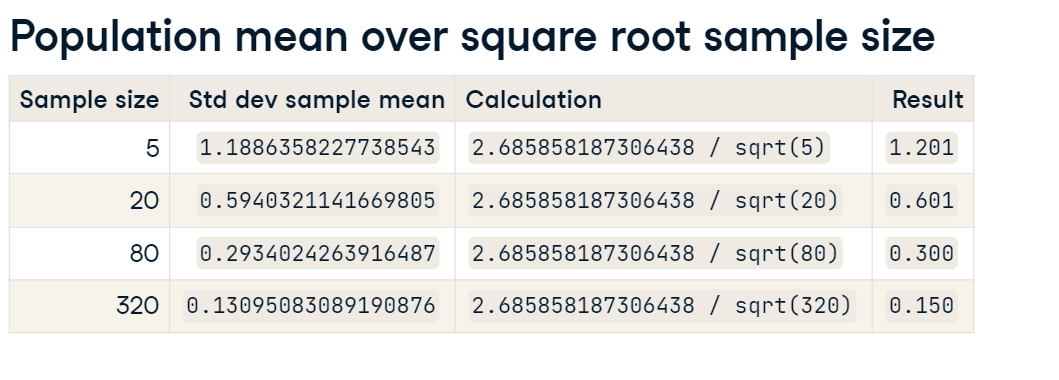 Population mean over square root sample size
Sample size Std dev sample mean Calculation Result
5 1.1886358227738543 2.685858187306438 / sqrt(5) 1.201
20 0.5940321141669805 2.685858187306438 / sqrt(20) 0.601
80 0.2934024263916487 2.685858187306438 / sqrt(80) 0.300
320 0.13095083089190876 2.685858187306438 / sqrt(320) 0.150